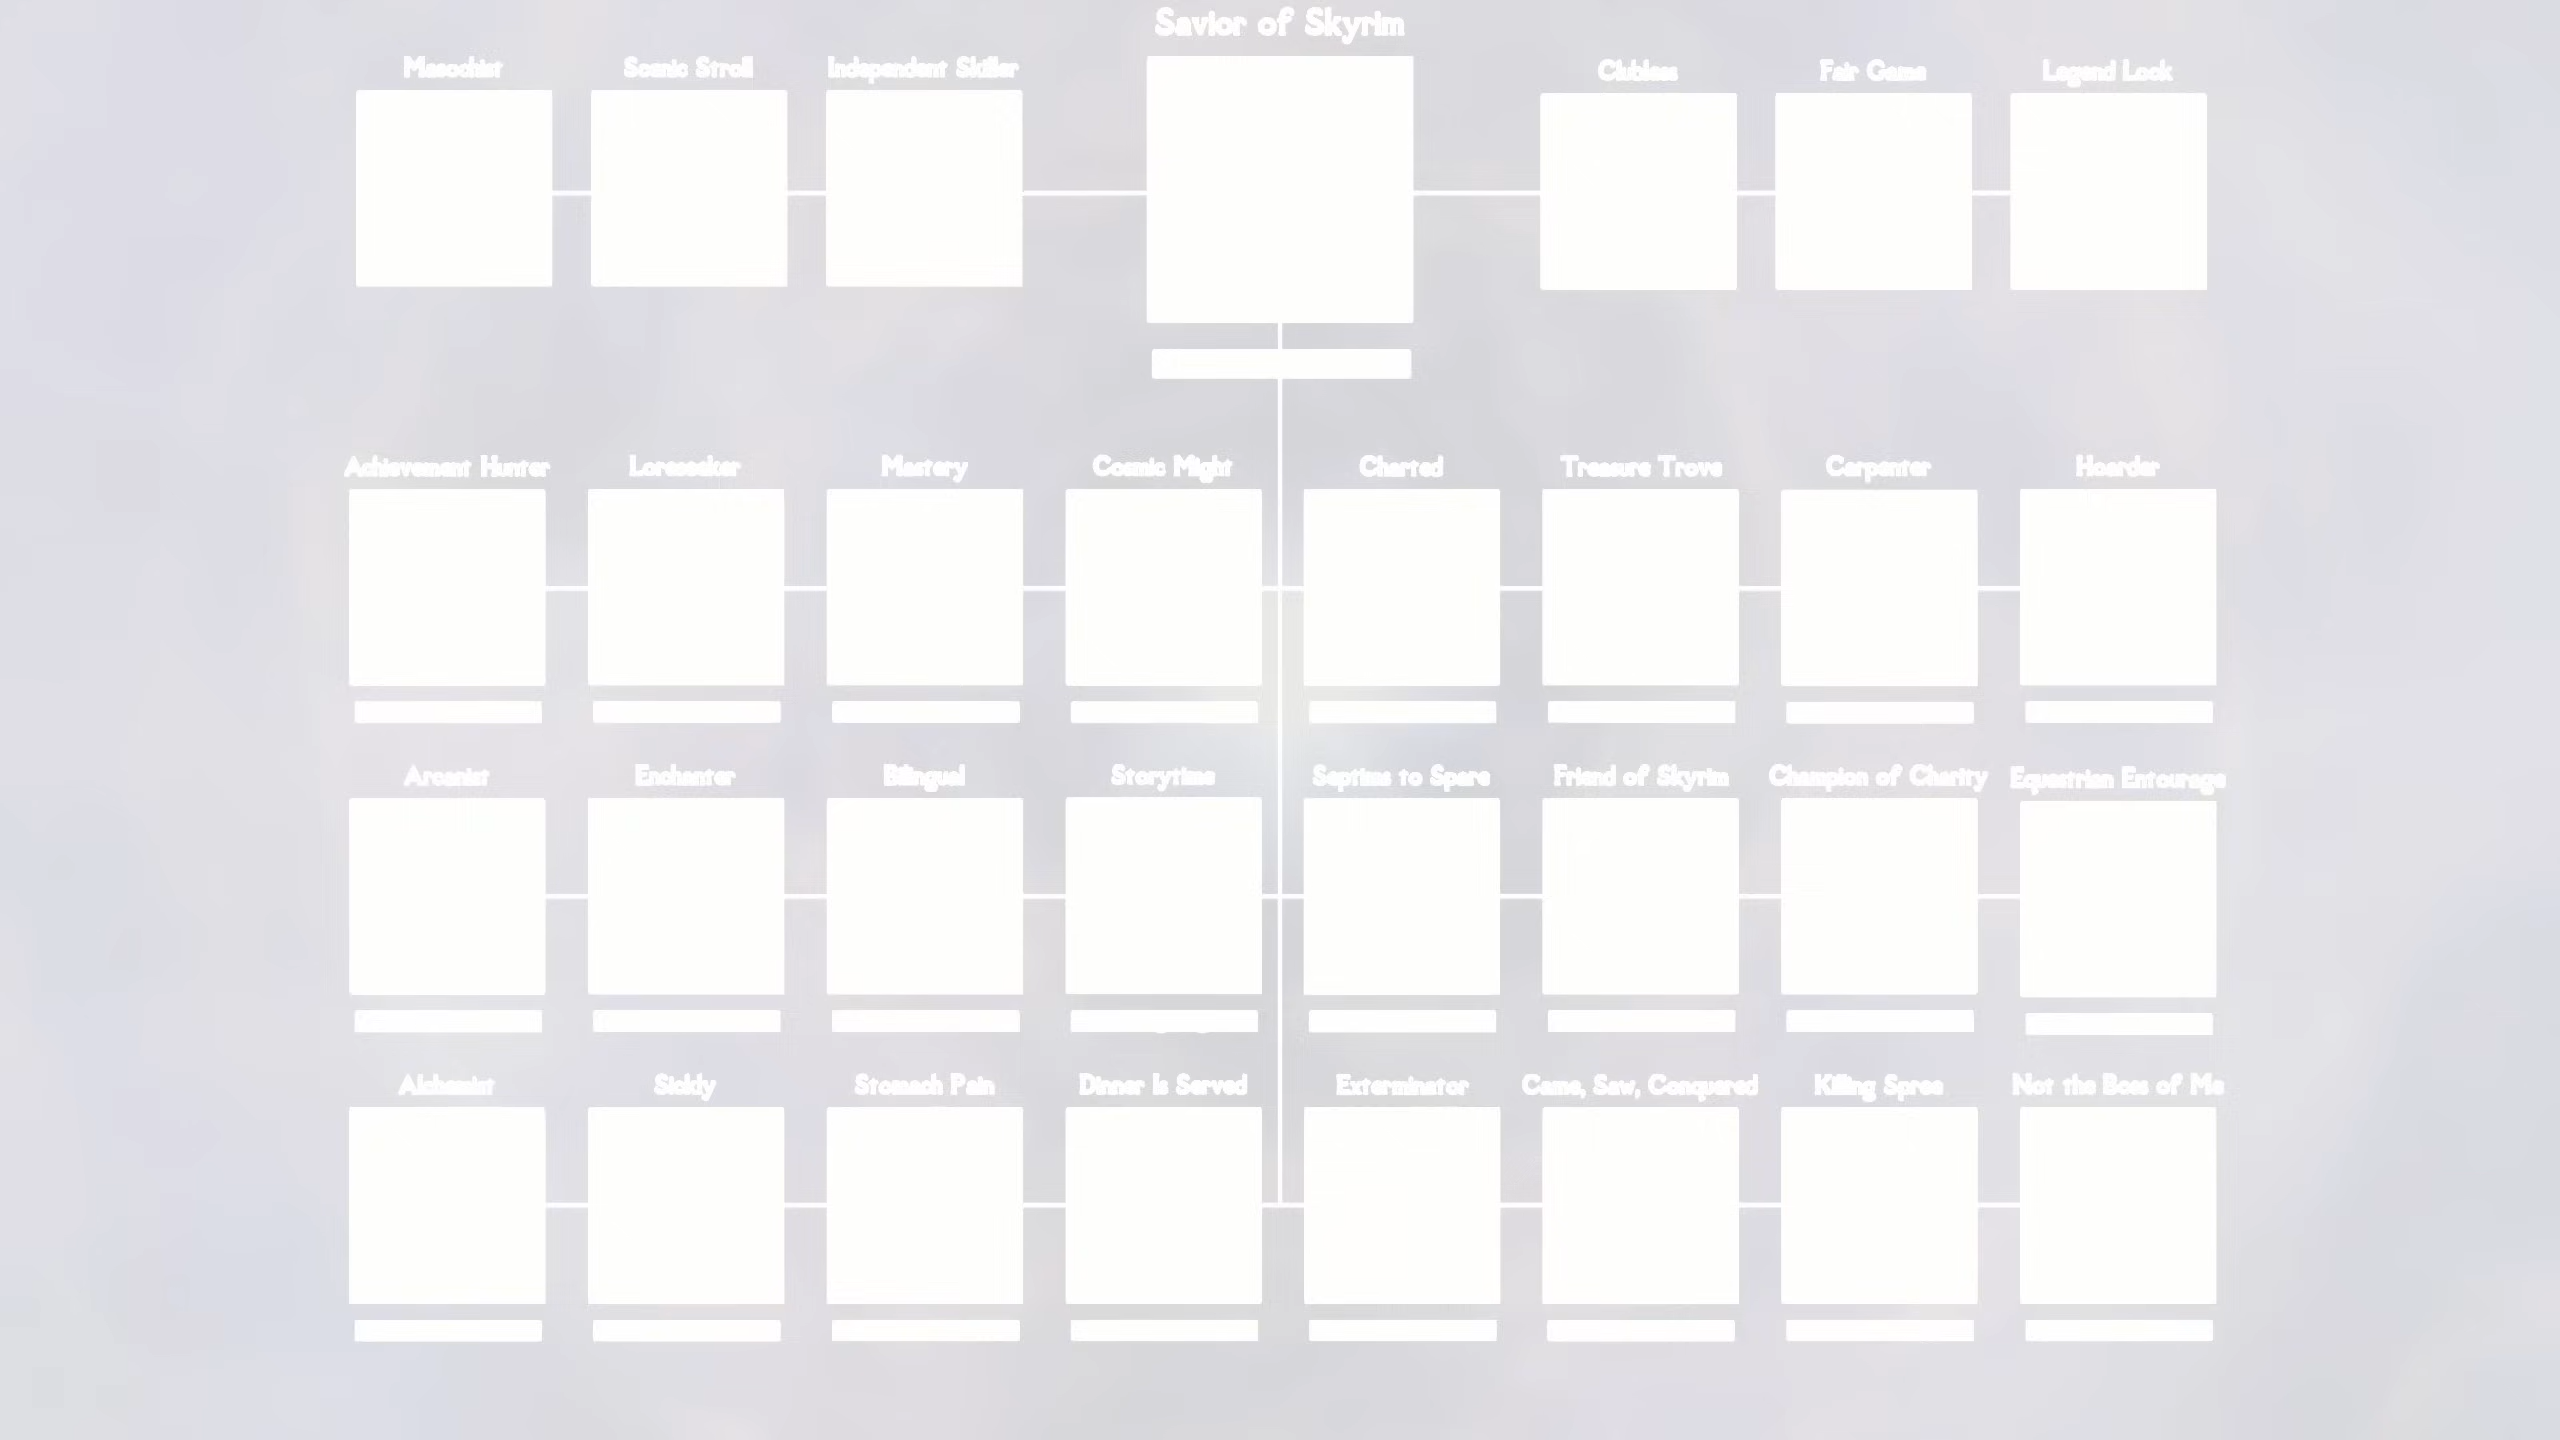 Savior of Skyrim
Masochist
Scenic Stroll
Independent Skiller
Clubless
Fair Game
Legend Lock
Achievement Hunter
Loreseeker
Mastery
Cosmic Might
Charted
Treasure Trove
Carpenter
Hoarder
Arcanist
Enchanter
Bilingual
Storytime
Septims to Spare
Friend of Skyrim
Champion of Charity
Equestrian Entourage
Alchemist
Sickly
Stomach Pain
Dinner Is Served
Exterminator
Came, Saw, Conquered
Killing Spree
Not the Boss of Me